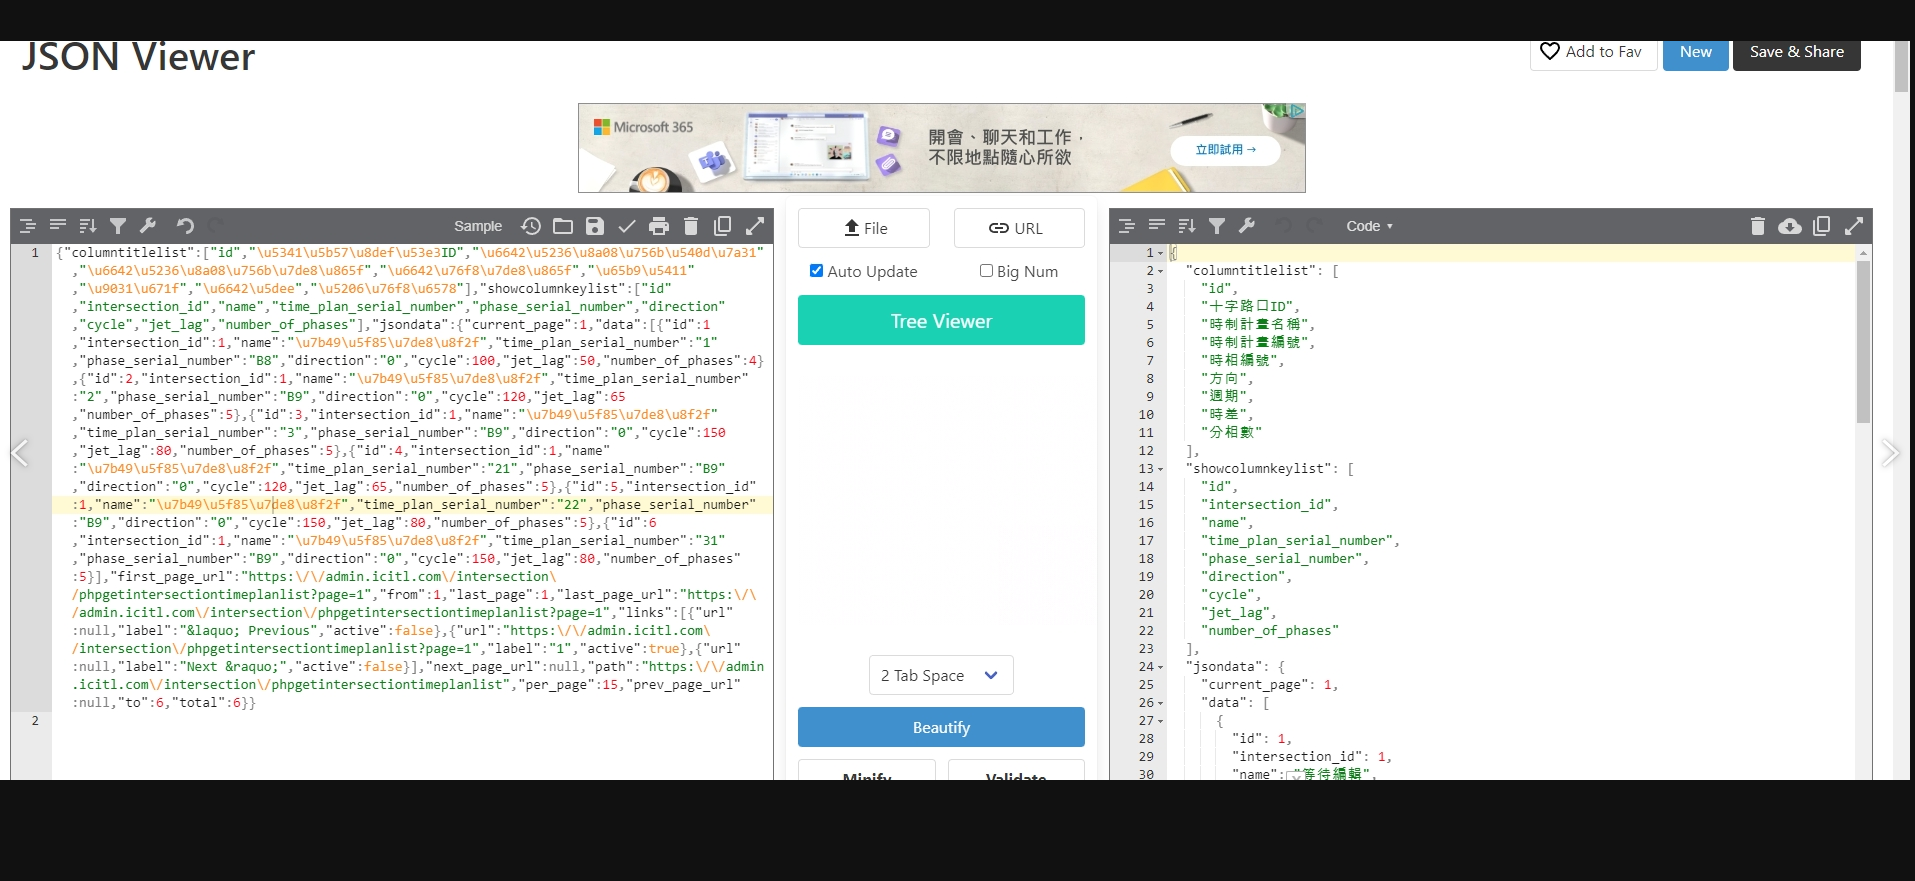 JSON Viewer
Add to Fav
New
Save & Share
Microsoft 365
開會、聊天和工作，
不限地點隨心所欲
立即試用 →
Sample
1
{"columntitlelist":["id","\u5341\u5b57\u8def\u53e3ID","\u6642\u5236\u8a08\u756b\u540d\u7a31"
,"\u6642\u5236\u8a08\u756b\u7de8\u865f","\u6642\u76f8\u7de8\u865f","\u65b9\u5411"
,"\u9031\u671f","\u6642\u5dee","\u5206\u76f8\u6578"],"showcolumnkeylist":["id"
,"intersection_id","name","time_plan_serial_number","phase_serial_number","direction"
,"cycle","jet_lag","number_of_phases"],"jsondata":{"current_page":1,"data":[{"id":1
,"intersection_id":1,"name":"\u7b49\u5f85\u7de8\u8f2f","time_plan_serial_number":"1"
,"phase_serial_number":"B8","direction":"0","cycle":100,"jet_lag":50,"number_of_phases":4}
,{"id":2,"intersection_id":1,"name":"\u7b49\u5f85\u7de8\u8f2f","time_plan_serial_number"
:"2","phase_serial_number":"B9","direction":"0","cycle":120,"jet_lag":65
,"number_of_phases":5},{"id":3,"intersection_id":1,"name":"\u7b49\u5f85\u7de8\u8f2f"
,"time_plan_serial_number":"3","phase_serial_number":"B9","direction":"0","cycle":150
,"jet_lag":80,"number_of_phases":5},{"id":4,"intersection_id":1,"name"
:"\u7b49\u5f85\u7de8\u8f2f","time_plan_serial_number":"21","phase_serial_number":"B9"
,"direction":"0","cycle":120,"jet_lag":65,"number_of_phases":5},{"id":5,"intersection_id"
:1,"name":"\u7b49\u5f85\u7de8\u8f2f","time_plan_serial_number":"22","phase_serial_number"
:"B9","direction":"0","cycle":150,"jet_lag":80,"number_of_phases":5},{"id":6
,"intersection_id":1,"name":"\u7b49\u5f85\u7de8\u8f2f","time_plan_serial_number":"31"
,"phase_serial_number":"B9","direction":"0","cycle":150,"jet_lag":80,"number_of_phases"
:5}],"first_page_url":"https:\/\/admin.icitl.com\/intersection\
/phpgetintersectiontimeplanlist?page=1","from":1,"last_page":1,"last_page_url":"https:\/\
/admin.icitl.com\/intersection\/phpgetintersectiontimeplanlist?page=1","links":[{"url"
:null,"label":"&laquo; Previous","active":false},{"url":"https:\/\/admin.icitl.com\
/intersection\/phpgetintersectiontimeplanlist?page=1","label":"1","active":true},{"url"
:null,"label":"Next &raquo;","active":false}],"next_page_url":null,"path":"https:\/\/admin
.icitl.com\/intersection\/phpgetintersectiontimeplanlist","per_page":15,"prev_page_url"
:null,"to":6,"total":6}}
2
File
URL
Auto Update
Big Num
Tree Viewer
2 Tab Space
Beautify
Minify
Validate
Code
1 {
2 "columntitlelist": [
3 "id",
4 "十字路口ID",
5 "時制計畫名稱",
6 "時制計畫編號",
7 "時相編號",
8 "方向",
9 "週期",
10 "時差",
11 "分相數"
12 ],
13 "showcolumnkeylist": [
14 "id",
15 "intersection_id",
16 "name",
17 "time_plan_serial_number",
18 "phase_serial_number",
19 "direction",
20 "cycle",
21 "jet_lag",
22 "number_of_phases"
23 ],
24 "jsondata": {
25 "current_page": 1,
26 "data": [
27 {
28 "id": 1,
29 "intersection_id": 1,
30 "name": "等待編輯",